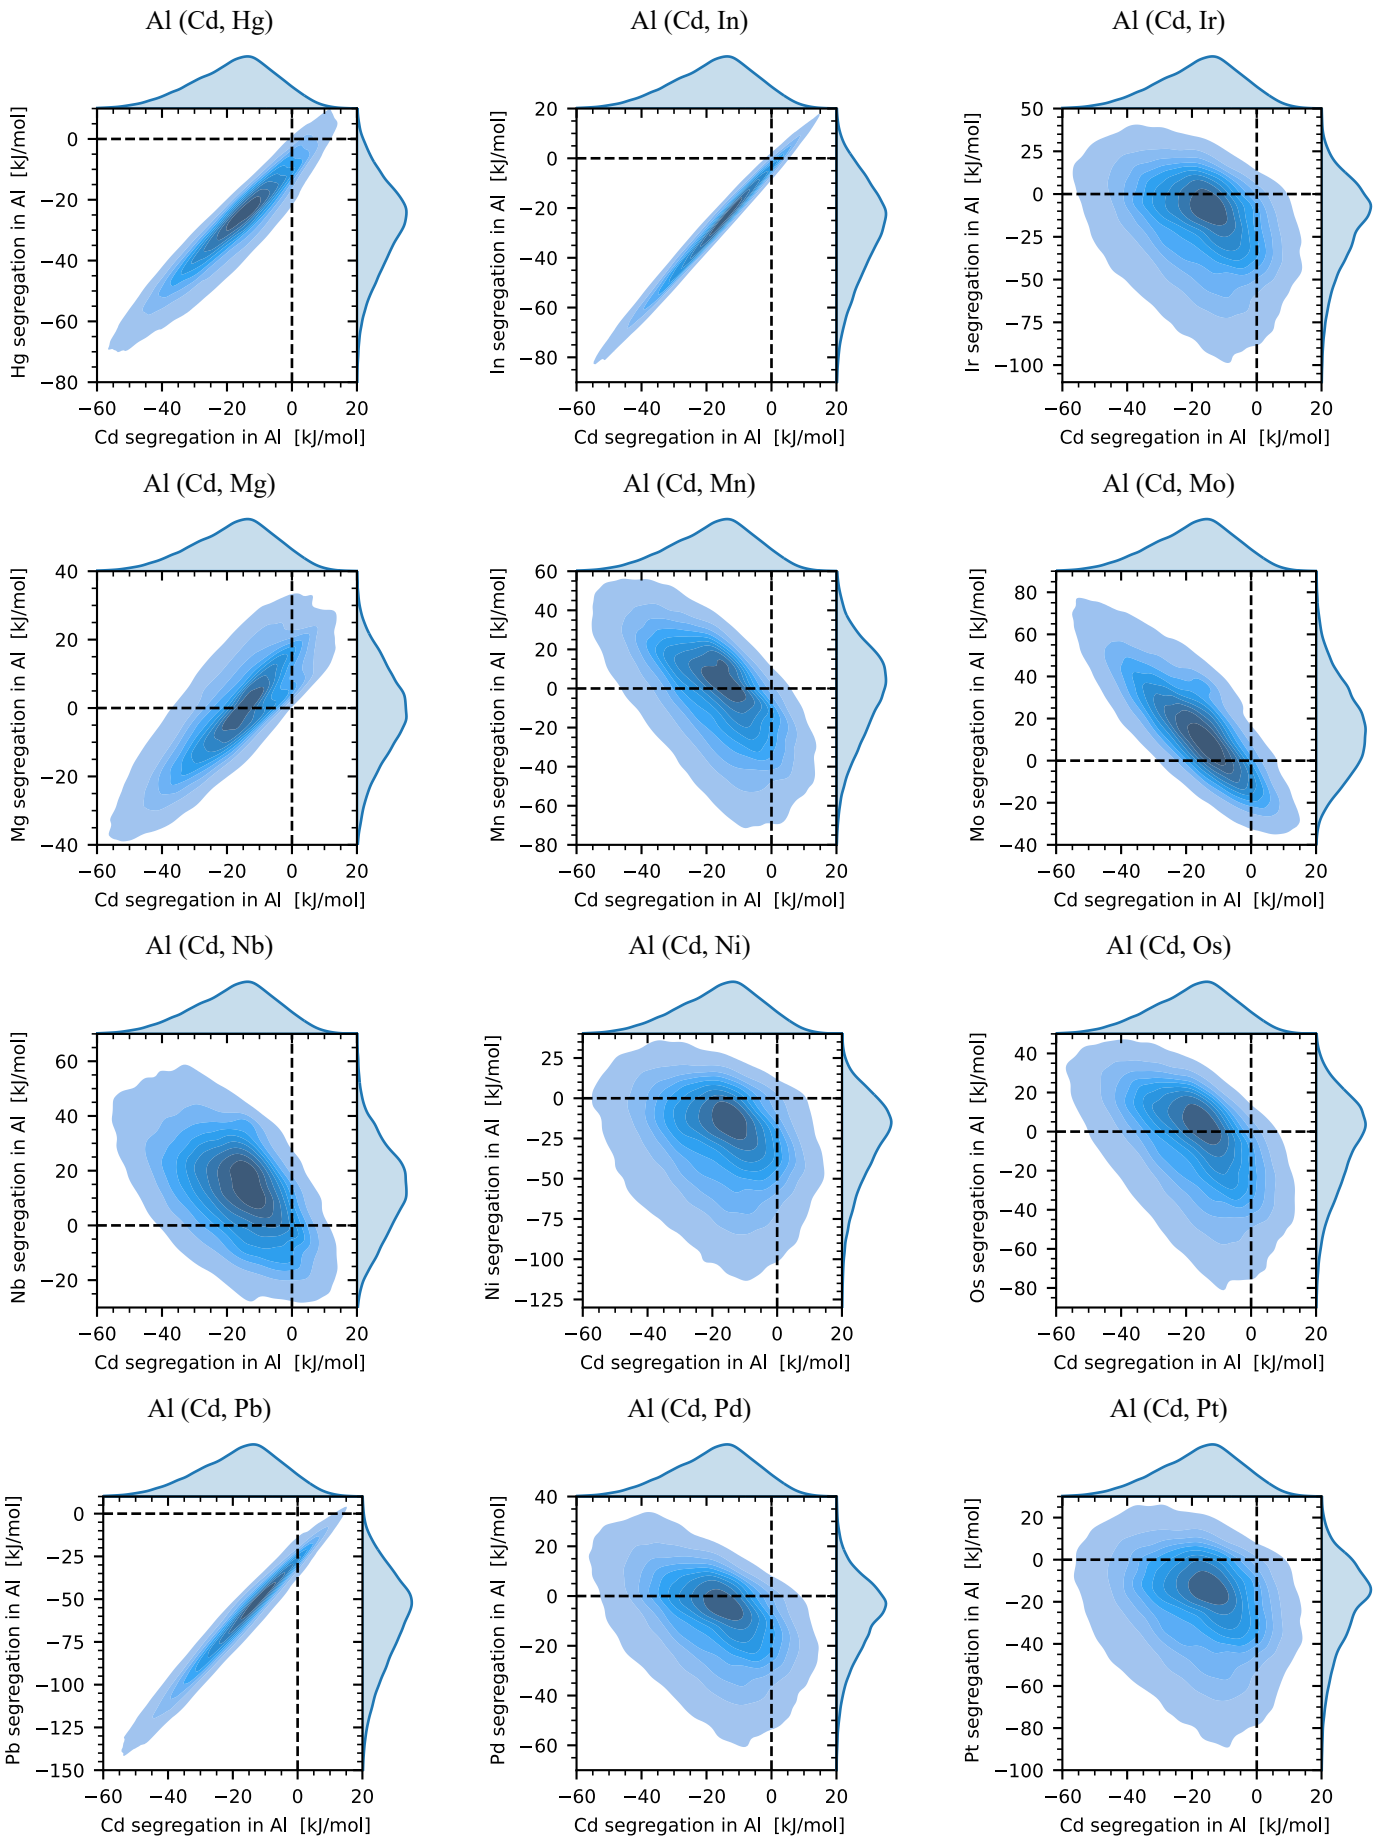 Al (Cd, Hg)
Al (Cd, In)
Al (Cd, Ir)
Hg segregation in Al [kJ/mol]
0
−20
−40
−60
−80
−60 −40 −20 0 20
Cd segregation in Al [kJ/mol]
In segregation in Al [kJ/mol]
20
0
−20
−40
−60
−80
−60 −40 −20 0 20
Cd segregation in Al [kJ/mol]
Ir segregation in Al [kJ/mol]
50
25
0
−25
−50
−75
−100
−60 −40 −20 0 20
Cd segregation in Al [kJ/mol]
Al (Cd, Mg)
Al (Cd, Mn)
Al (Cd, Mo)
Mg segregation in Al [kJ/mol]
40
20
0
−20
−40
−60 −40 −20 0 20
Cd segregation in Al [kJ/mol]
Mn segregation in Al [kJ/mol]
60
40
20
0
−20
−40
−60
−80
−60 −40 −20 0 20
Cd segregation in Al [kJ/mol]
Mo segregation in Al [kJ/mol]
80
60
40
20
0
−20
−40
−60 −40 −20 0 20
Cd segregation in Al [kJ/mol]
Al (Cd, Nb)
Al (Cd, Ni)
Al (Cd, Os)
Nb segregation in Al [kJ/mol]
60
40
20
0
−20
−60 −40 −20 0 20
Cd segregation in Al [kJ/mol]
Ni segregation in Al [kJ/mol]
25
0
−25
−50
−75
−100
−125
−60 −40 −20 0 20
Cd segregation in Al [kJ/mol]
Os segregation in Al [kJ/mol]
40
20
0
−20
−40
−60
−80
−60 −40 −20 0 20
Cd segregation in Al [kJ/mol]
Al (Cd, Pb)
Al (Cd, Pd)
Al (Cd, Pt)
Pb segregation in Al [kJ/mol]
0
−25
−50
−75
−100
−125
−150
−60 −40 −20 0 20
Cd segregation in Al [kJ/mol]
Pd segregation in Al [kJ/mol]
40
20
0
−20
−40
−60
−60 −40 −20 0 20
Cd segregation in Al [kJ/mol]
Pt segregation in Al [kJ/mol]
20
0
−20
−40
−60
−80
−100
−60 −40 −20 0 20
Cd segregation in Al [kJ/mol]